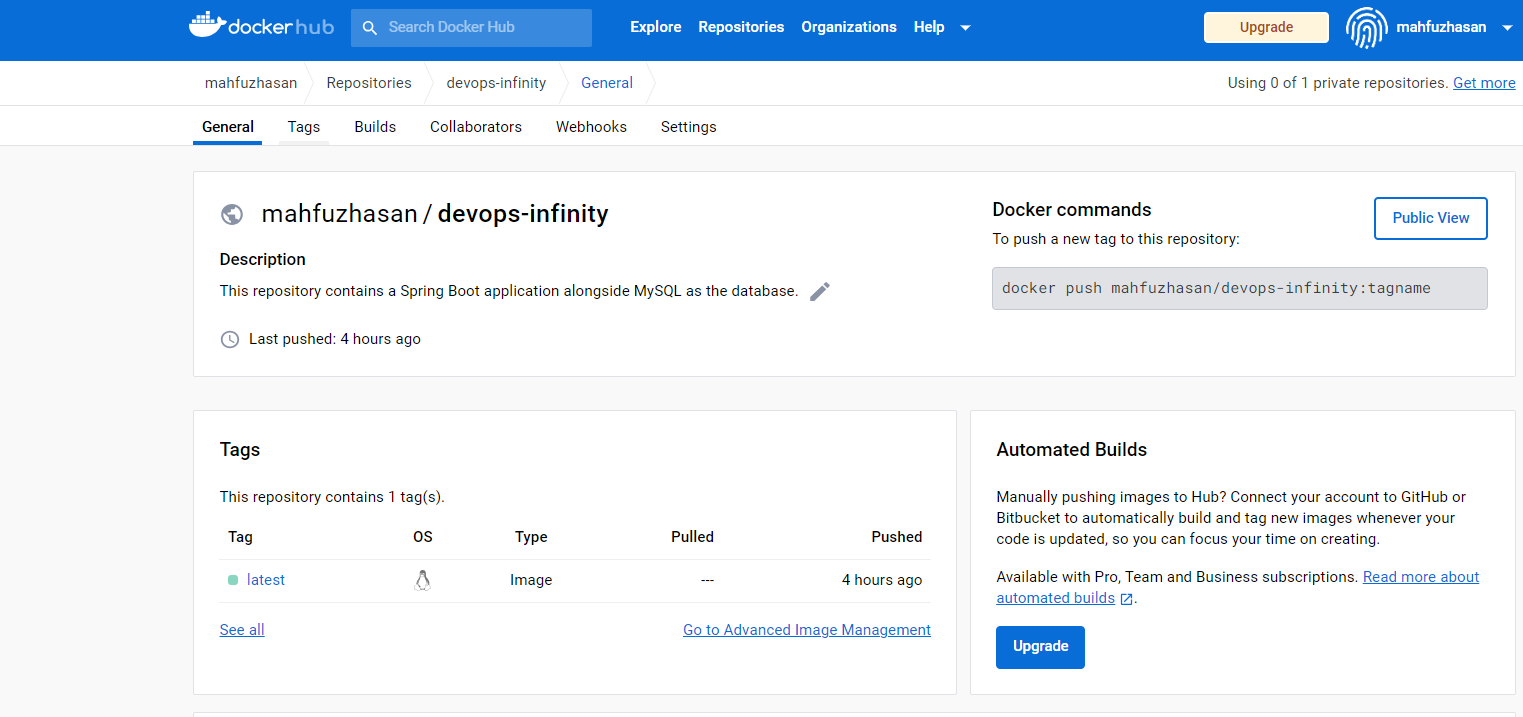 dockerhub Search Docker Hub Explore Repositories Organizations Help Upgrade mahfuzhasan
mahfuzhasan Repositories devops-infinity General Using 0 of 1 private repositories. Get more
General Tags Builds Collaborators Webhooks Settings
mahfuzhasan / devops-infinity
Description
This repository contains a Spring Boot application alongside MySQL as the database.
Last pushed: 4 hours ago
Docker commands
Public View
To push a new tag to this repository:
docker push mahfuzhasan/devops-infinity:tagname
Tags
This repository contains 1 tag(s).
Tag OS Type Pulled Pushed
latest Image --- 4 hours ago
See all Go to Advanced Image Management
Automated Builds
Manually pushing images to Hub? Connect your account to GitHub or
Bitbucket to automatically build and tag new images whenever your
code is updated, so you can focus your time on creating.
Available with Pro, Team and Business subscriptions. Read more about
automated builds .
Upgrade